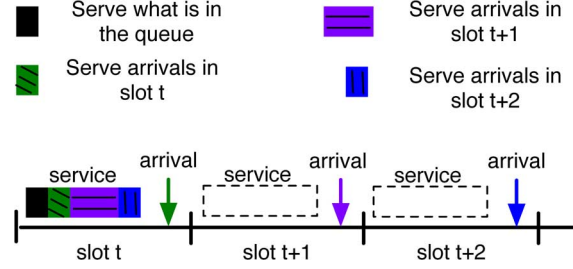 Serve what is in
the queue
Serve arrivals in
slot t+1
Serve arrivals in
slot t
Serve arrivals in
slot t+2
service
arrival
service
arrival
service
arrival
slot t
slot t+1
slot t+2